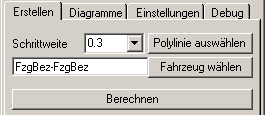 Erstellen Diagramme Einstellungen Debug
Schrittweite 0.3 Polylinie auswählen
FzgBez-FzgBez Fahrzeug wählen
Berechnen